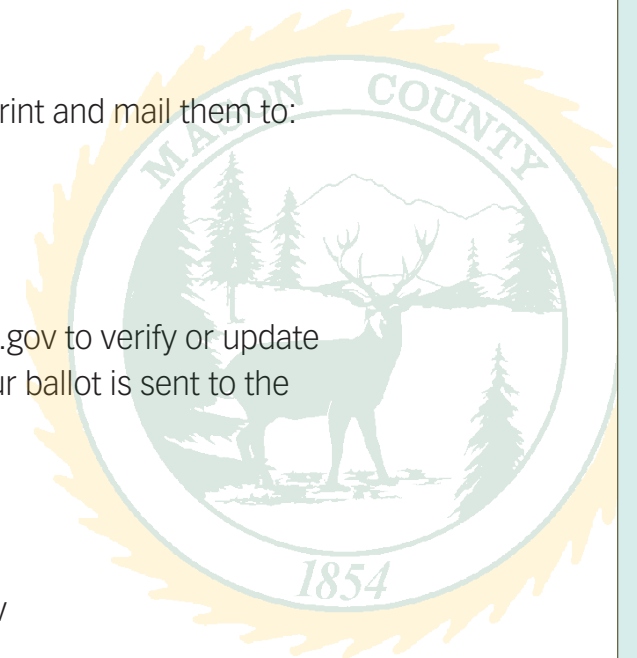 rint and mail them to:
MASON COUNTY
.gov to verify or update
ur ballot is sent to the
1854